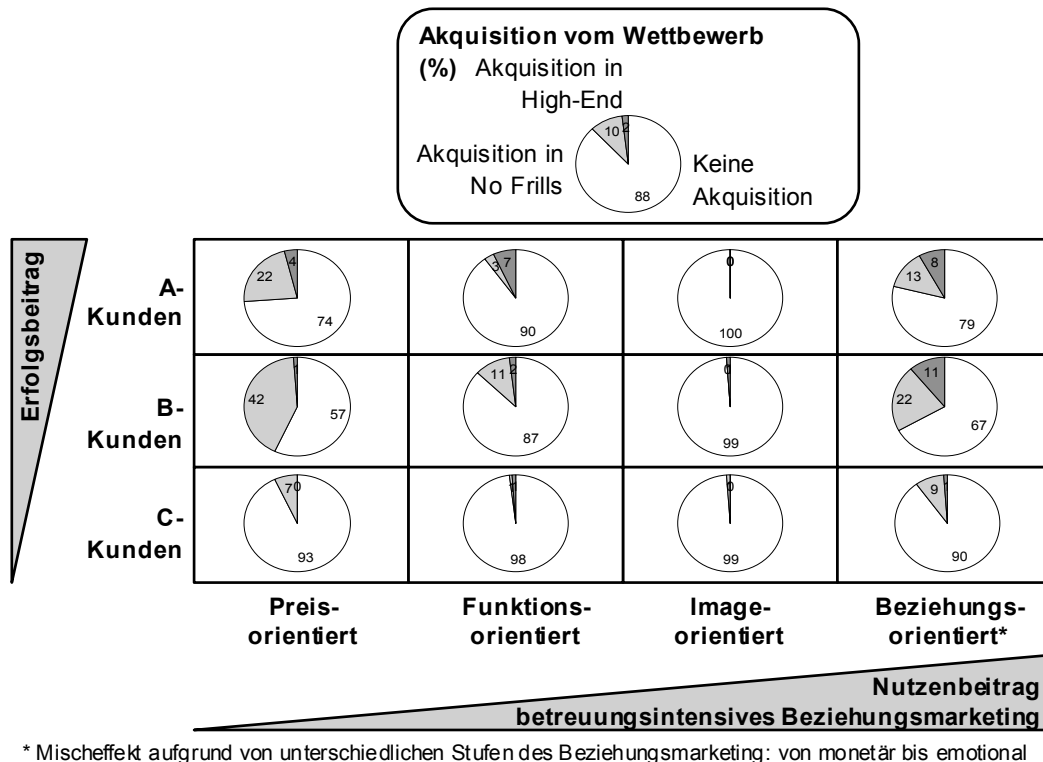 Akquisition vom Wettbewerb
(%) Akquisition in
High-End
10 2
Akquisition in
No Frills
Keine
Akquisition
88
Erfolgsbeitrag
A-
Kunden
22 4
74
3 7
90
0
100
13 8
79
B-
Kunden
42 1
57
11 2
87
0
99
22 11
67
C-
Kunden
7 0
93
1
98
0
99
9 1
90
Preis-
orientiert
Funktions-
orientiert
Image-
orientiert
Beziehungs-
orientiert*
Nutzenbeitrag
betreuungsintensives Beziehungsmarketing
* Mischeffekt aufgrund von unterschiedlichen Stufen des Beziehungsmarketing: von monetär bis emotional